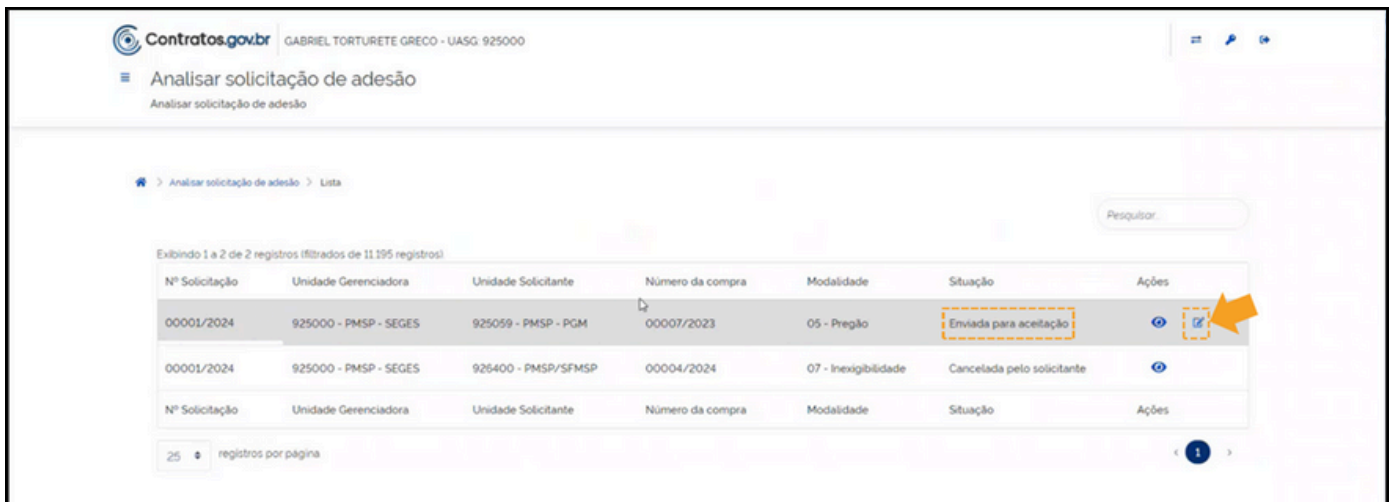 Contratos.gov.br GABRIEL TORTURETE GRECO - UASG: 925000
Analisar solicitação de adesão
Analisar solicitação de adesão
Analisar solicitação de adesão > Lista
Pesquisar...
Exibindo 1 a 2 de 2 registros (filtrados de 11.195 registros).
Nº Solicitação Unidade Gerenciadora Unidade Solicitante Número da compra Modalidade Situação Ações
00001/2024 925000 - PMSP - SEGES 925059 - PMSP - PGM 00007/2023 05 - Pregão Enviada para aceitação
00001/2024 925000 - PMSP - SEGES 926400 - PMSP/SFMSP 00004/2024 07 - Inexigibilidade Cancelada pelo solicitante
Nº Solicitação Unidade Gerenciadora Unidade Solicitante Número da compra Modalidade Situação Ações
25 registros por página < 1 >